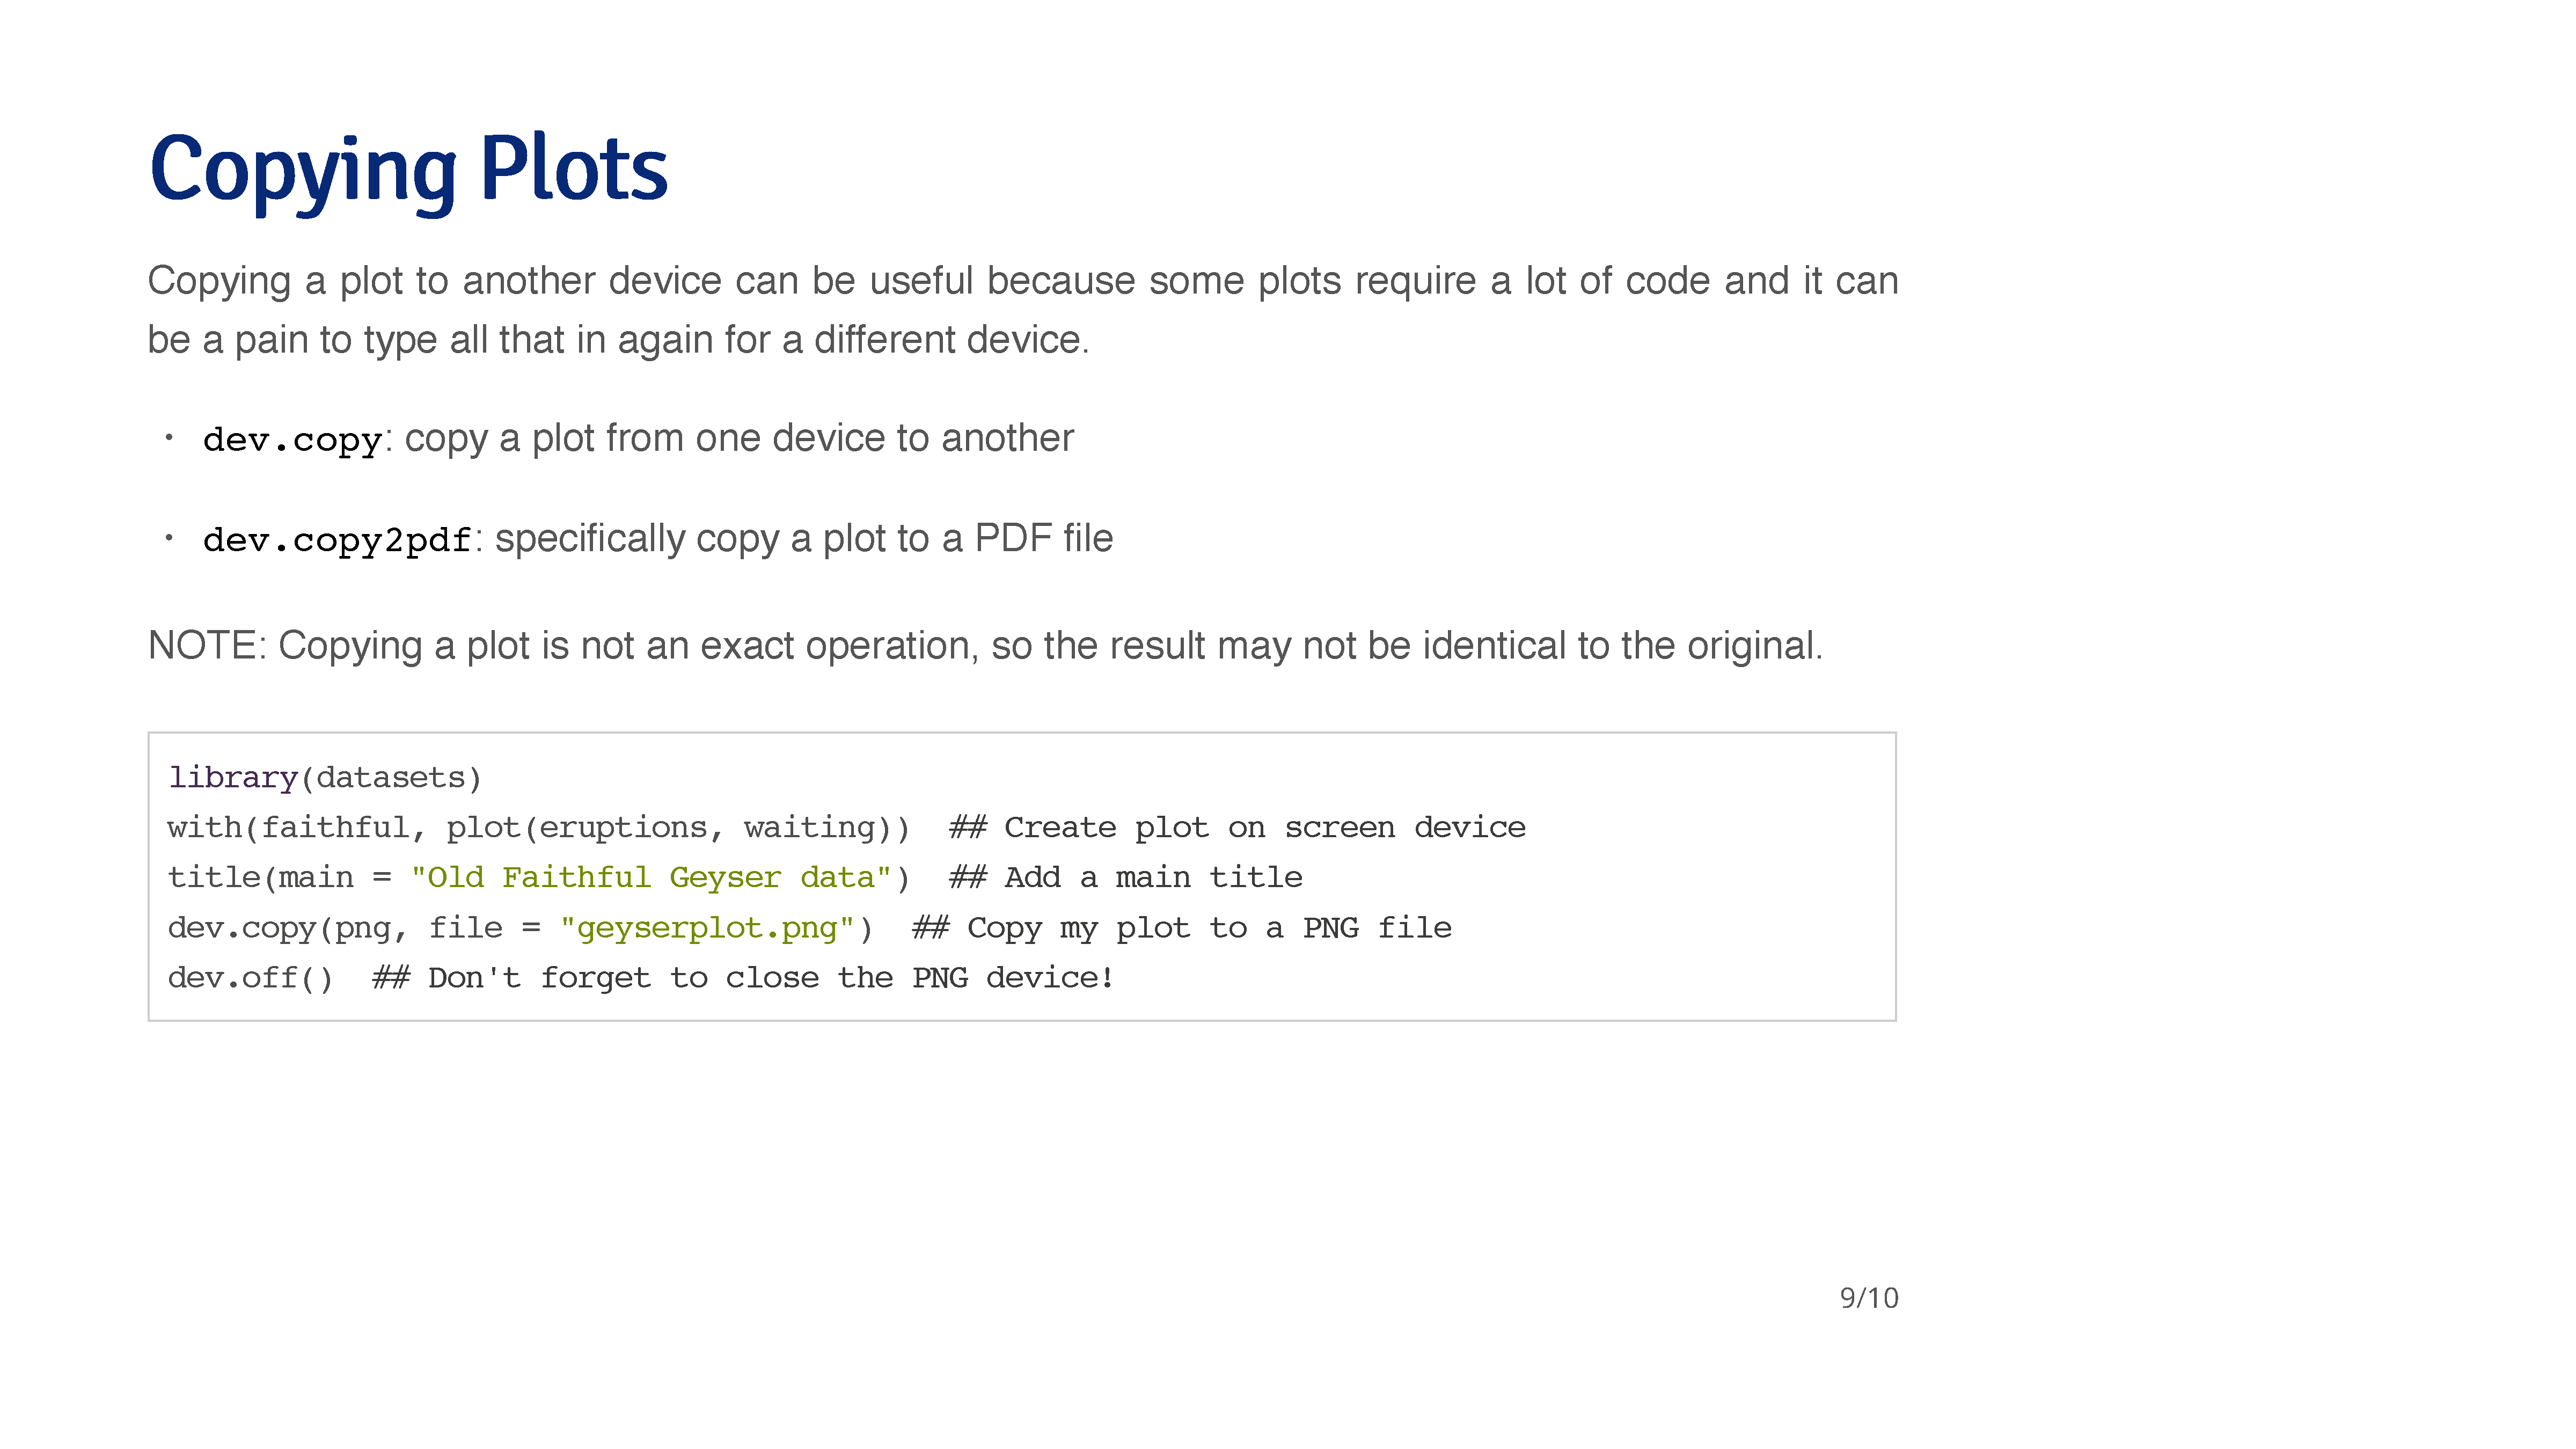 Copying Plots
Copying a plot to another device can be useful because some plots require a lot of code and it can
be a pain to type all that in again for a different device.
· dev.copy: copy a plot from one device to another
· dev.copy2pdf: specifically copy a plot to a PDF file
NOTE: Copying a plot is not an exact operation, so the result may not be identical to the original.
library(datasets)
with(faithful, plot(eruptions, waiting))  ## Create plot on screen device
title(main = "Old Faithful Geyser data")  ## Add a main title
dev.copy(png, file = "geyserplot.png")  ## Copy my plot to a PNG file
dev.off()  ## Don't forget to close the PNG device!
9/10